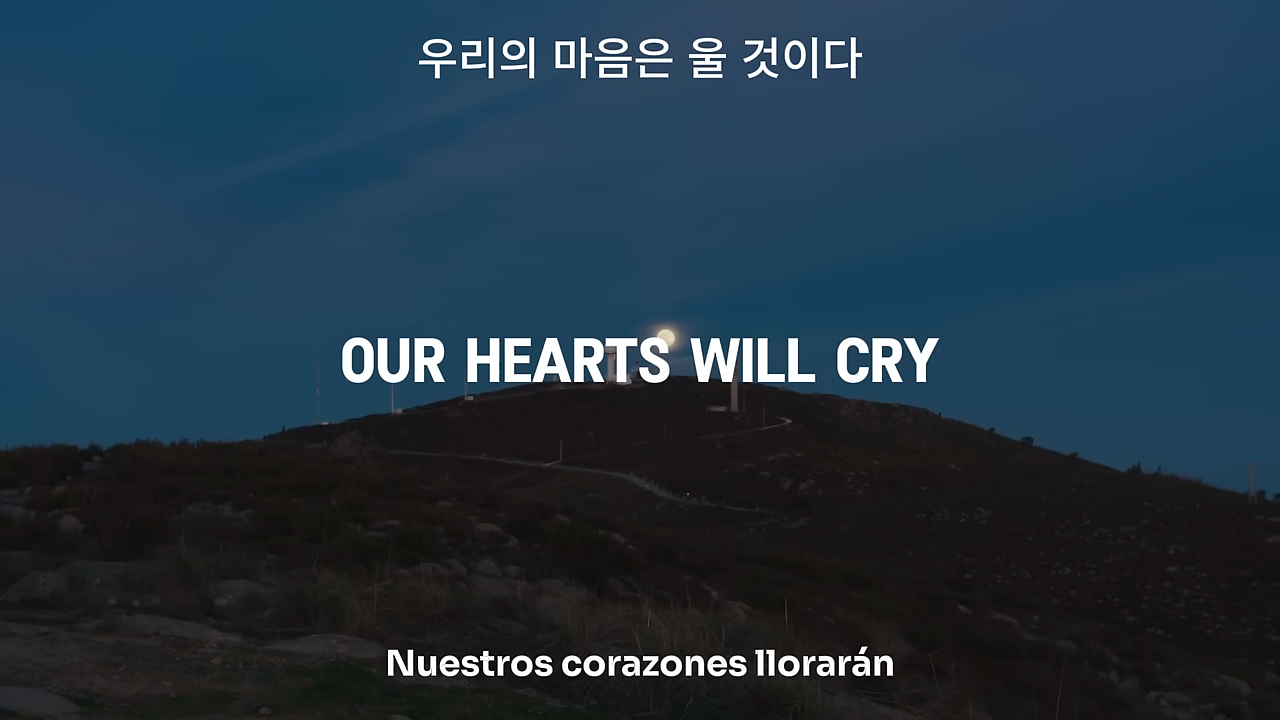 우리의 마음은 울 것이다
OUR HEARTS WILL CRY
Nuestros corazones llorarán